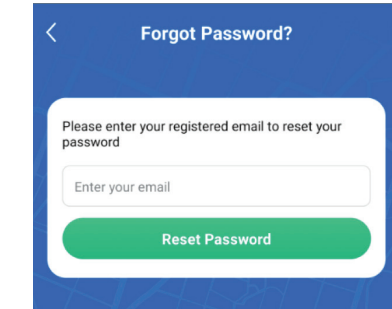 Forgot Password?
Please enter your registered email to reset your
password
Enter your email
Reset Password